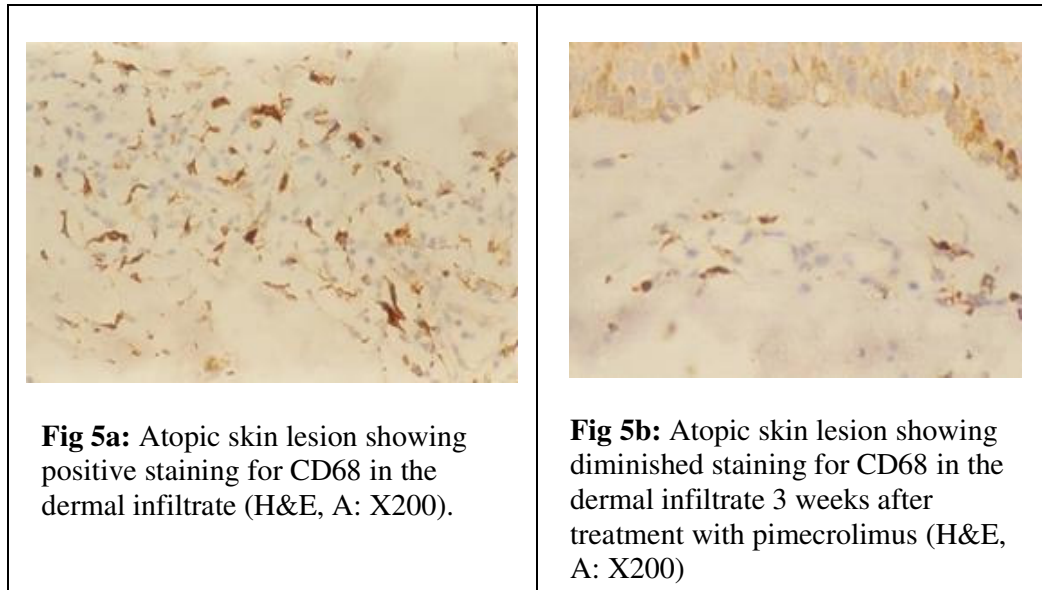 Fig 5a: Atopic skin lesion showing
positive staining for CD68 in the
dermal infiltrate (H&E, A: X200).
Fig 5b: Atopic skin lesion showing
diminished staining for CD68 in the
dermal infiltrate 3 weeks after
treatment with pimecrolimus (H&E,
A: X200)